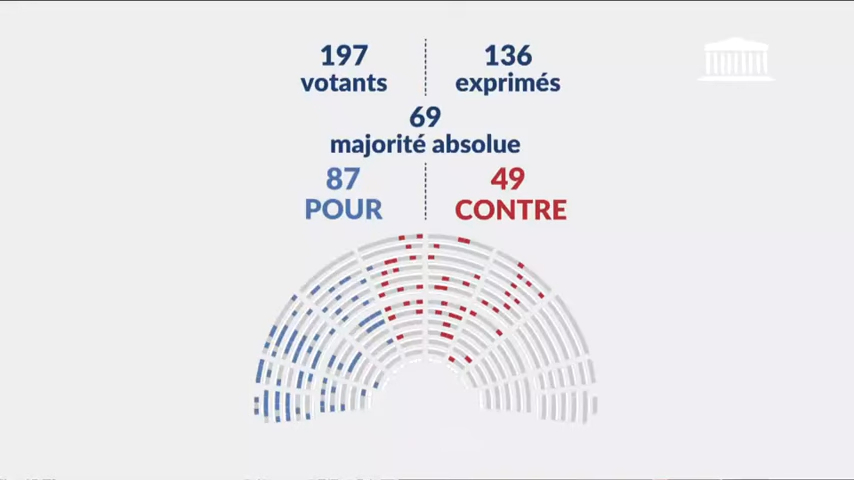 197 136
votants exprimés
69
majorité absolue
87 49
POUR CONTRE